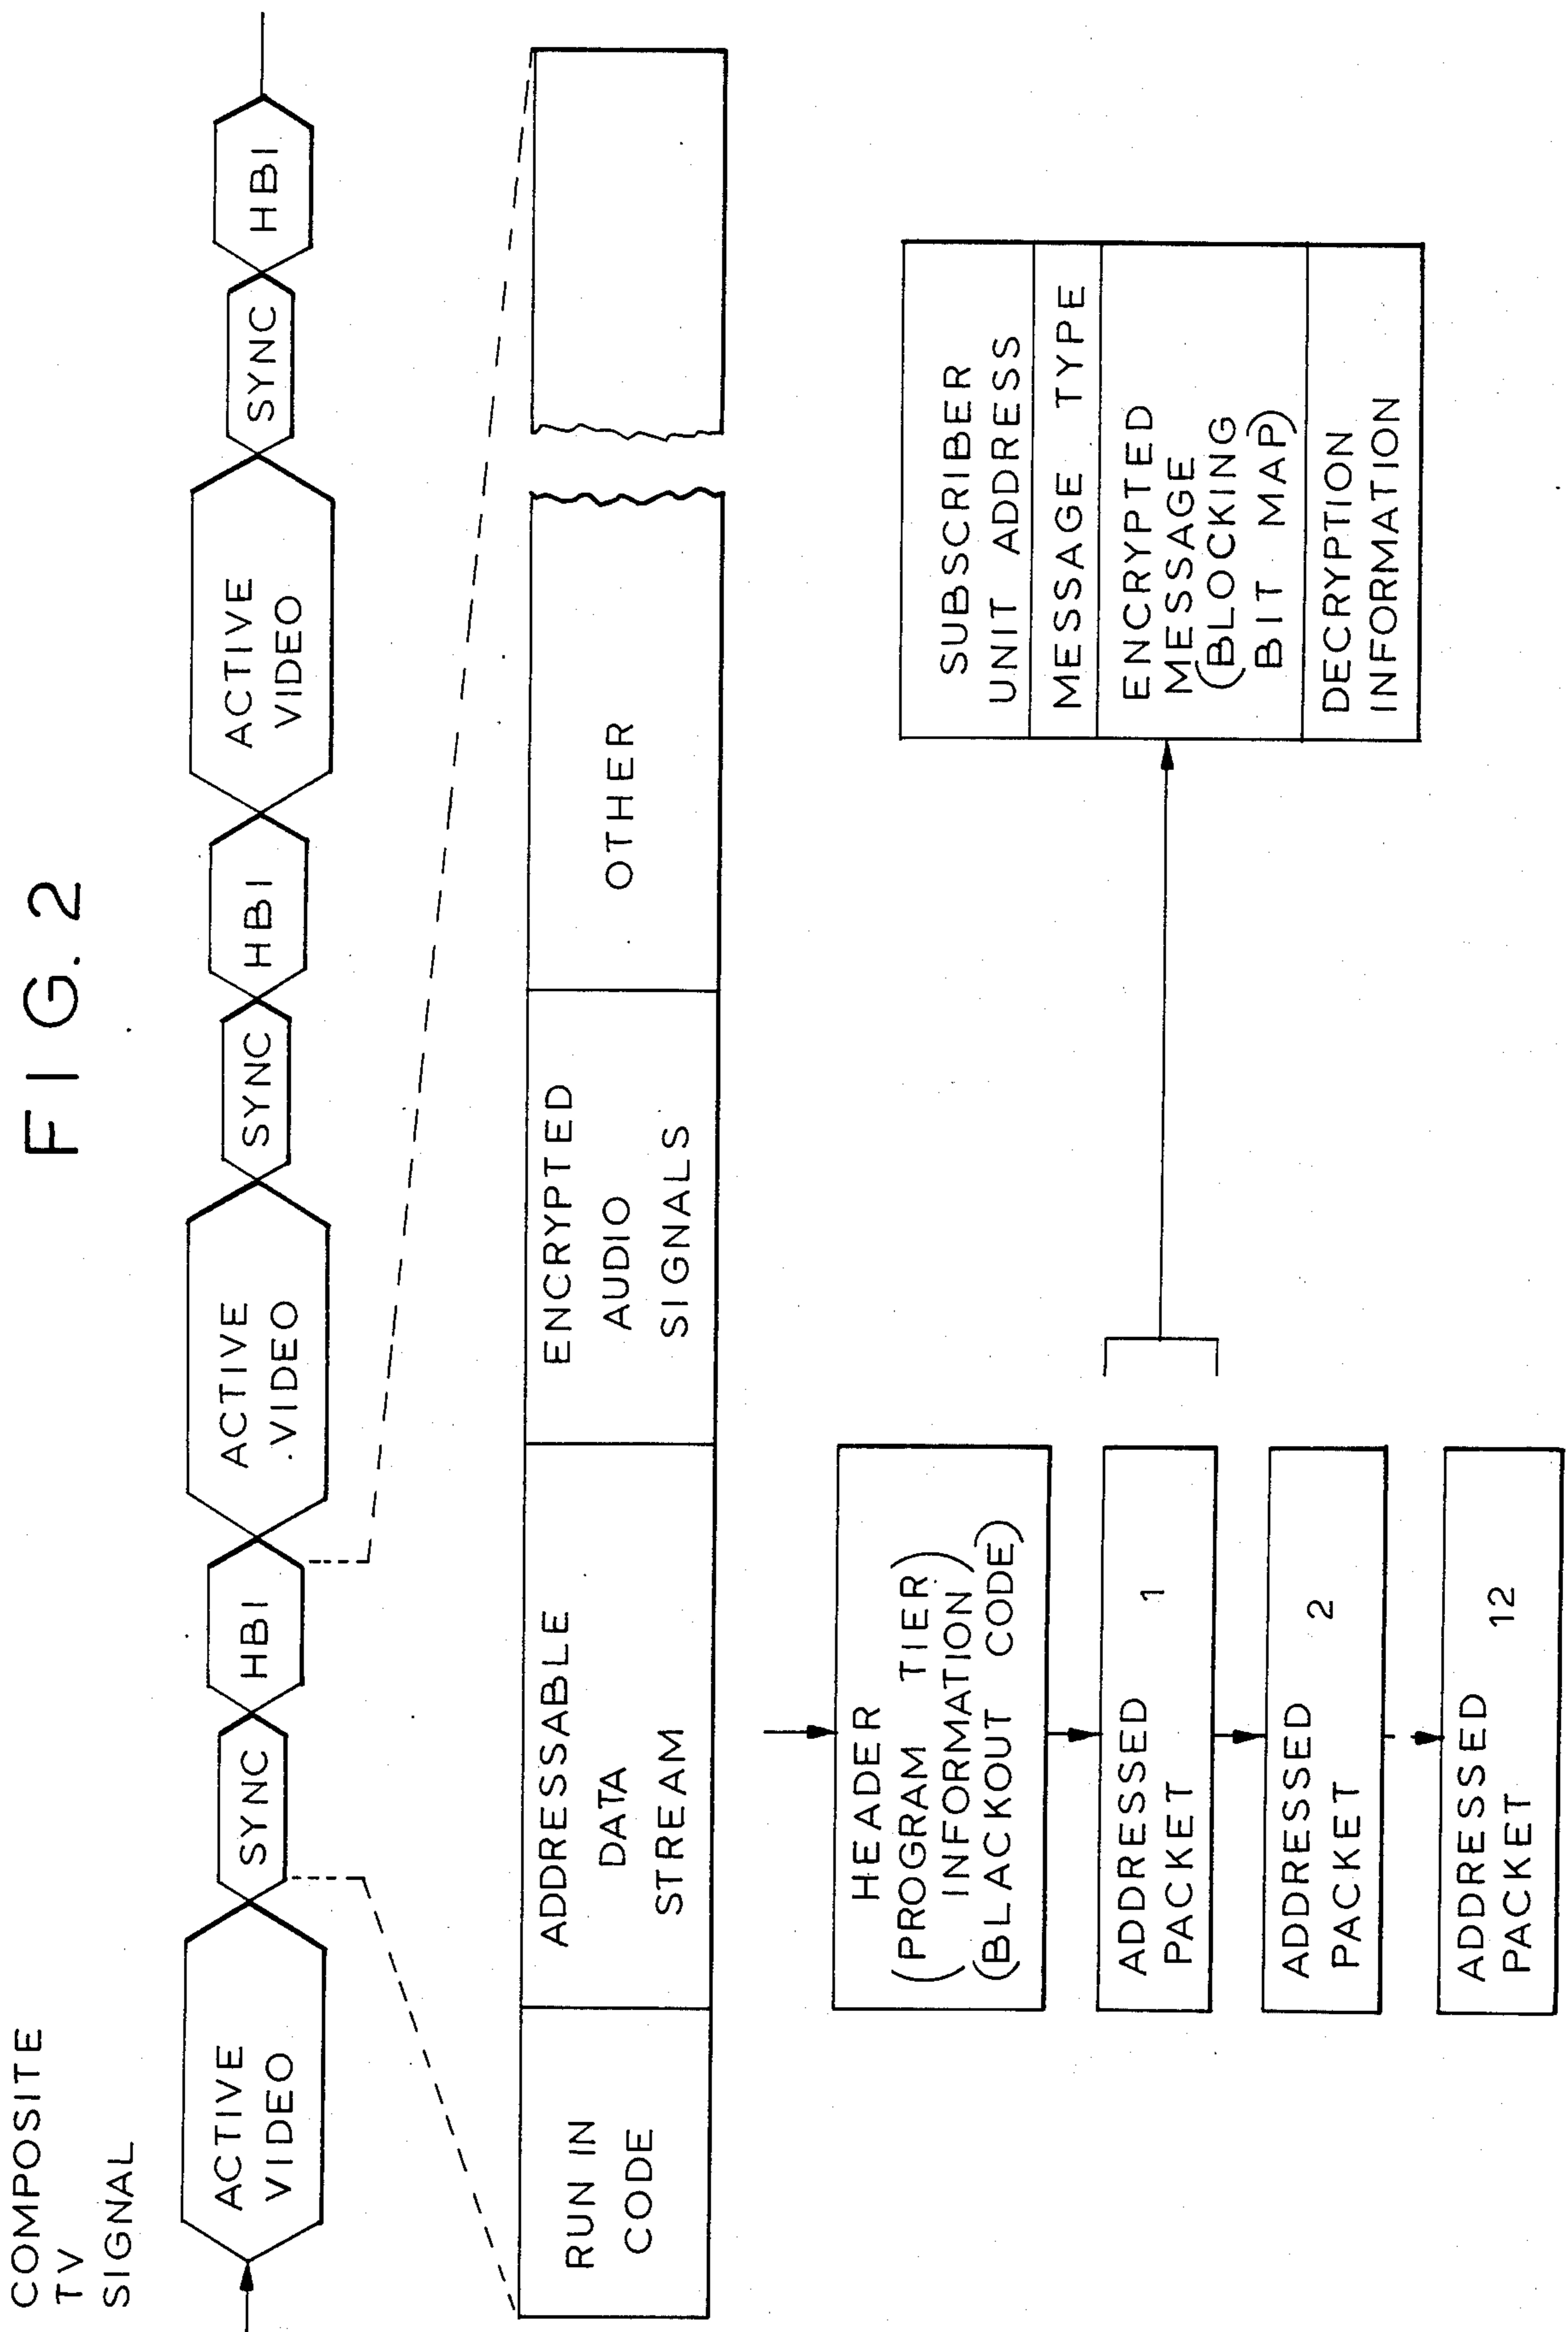 FIG. 2
COMPOSITE
TV
SIGNAL
ACTIVE
VIDEO
SYNC
HBI
ACTIVE
VIDEO
SYNC
HBI
ACTIVE
VIDEO
SYNC
HBI
RUN IN
CODE
ADDRESSABLE
DATA
STREAM
ENCRYPTED
AUDIO
SIGNALS
OTHER
HEADER
(PROGRAM TIER)
(INFORMATION)
(BLACKOUT CODE)
ADDRESSED
PACKET 1
ADDRESSED
PACKET 2
ADDRESSED
PACKET 12
SUBSCRIBER
UNIT ADDRESS
MESSAGE TYPE
ENCRYPTED
MESSAGE
(BLOCKING
BIT MAP)
DECRYPTION
INFORMATION